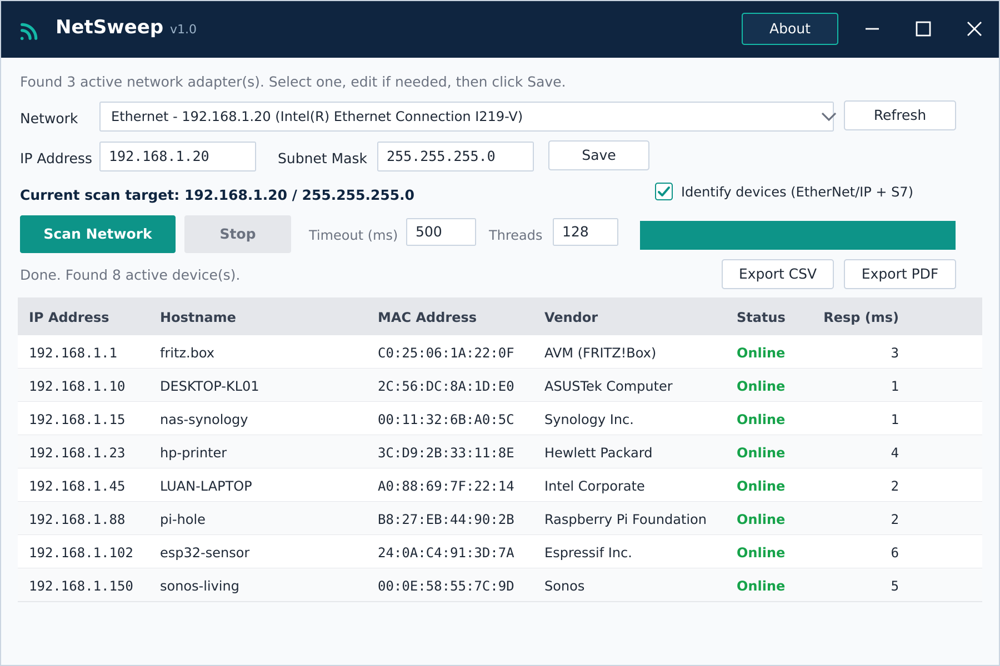 NetSweep v1.0 About
Found 3 active network adapter(s). Select one, edit if needed, then click Save.
Network Ethernet - 192.168.1.20 (Intel(R) Ethernet Connection I219-V) Refresh
IP Address 192.168.1.20 Subnet Mask 255.255.255.0 Save
Current scan target: 192.168.1.20 / 255.255.255.0 Identify devices (EtherNet/IP + S7)
Scan Network Stop Timeout (ms) 500 Threads 128
Done. Found 8 active device(s). Export CSV Export PDF
IP Address Hostname MAC Address Vendor Status Resp (ms)
192.168.1.1 fritz.box C0:25:06:1A:22:0F AVM (FRITZ!Box) Online 3
192.168.1.10 DESKTOP-KL01 2C:56:DC:8A:1D:E0 ASUSTek Computer Online 1
192.168.1.15 nas-synology 00:11:32:6B:A0:5C Synology Inc. Online 1
192.168.1.23 hp-printer 3C:D9:2B:33:11:8E Hewlett Packard Online 4
192.168.1.45 LUAN-LAPTOP A0:88:69:7F:22:14 Intel Corporate Online 2
192.168.1.88 pi-hole B8:27:EB:44:90:2B Raspberry Pi Foundation Online 2
192.168.1.102 esp32-sensor 24:0A:C4:91:3D:7A Espressif Inc. Online 6
192.168.1.150 sonos-living 00:0E:58:55:7C:9D Sonos Online 5